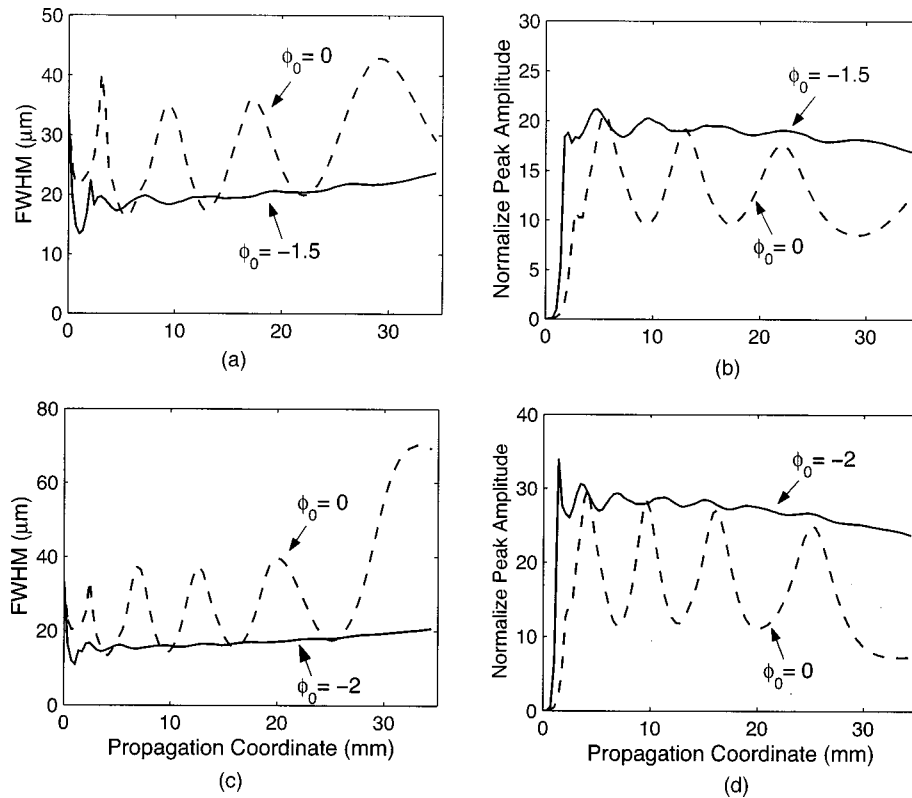 50
40
30
20
10
0
FWHM (μm)
ϕ0= 0
ϕ0= −1.5
0 10 20 30
(a)
30
25
20
15
10
5
0
Normalize Peak Amplitude
ϕ0= −1.5
ϕ0= 0
0 10 20 30
(b)
80
60
40
20
0
FWHM (μm)
ϕ0= 0
ϕ0= −2
0 10 20 30
Propagation Coordinate (mm)
(c)
40
30
20
10
0
Normalize Peak Amplitude
ϕ0= −2
ϕ0= 0
0 10 20 30
Propagation Coordinate (mm)
(d)